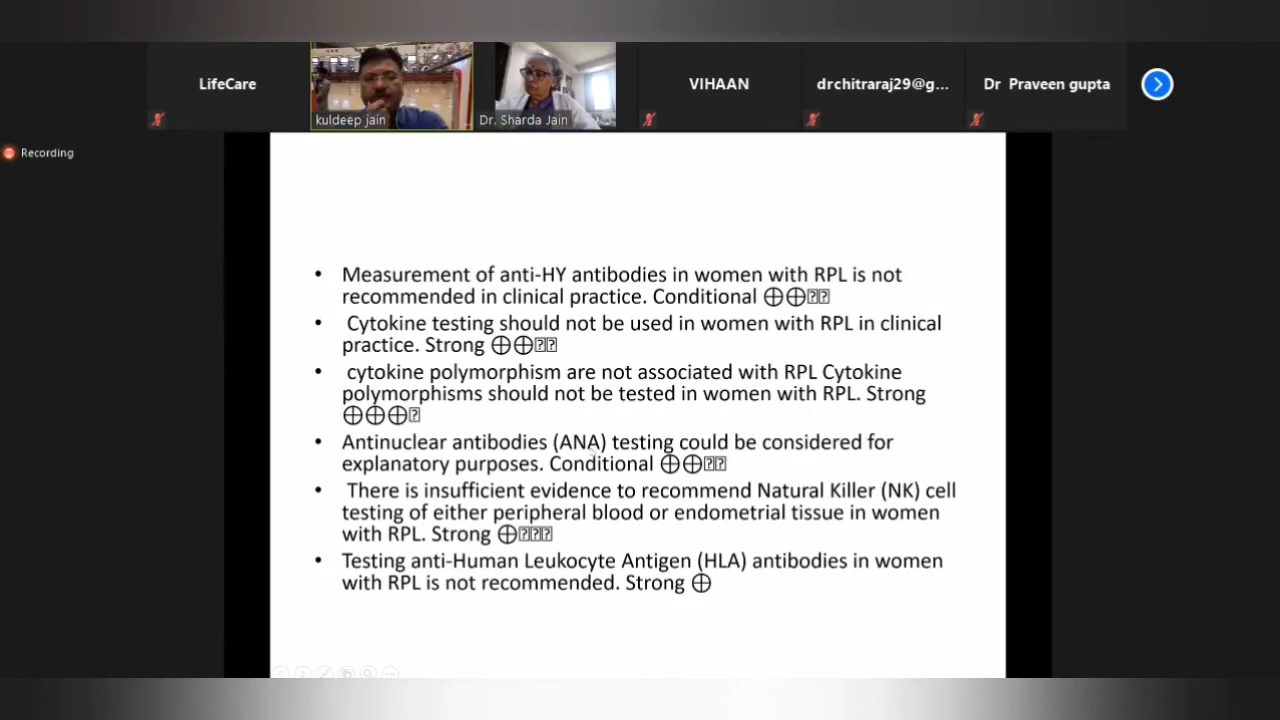 LifeCare
kuldeep jain
Dr. Sharda Jain
VIHAAN
drchitraraj29@g...
Dr Praveen gupta
Recording
• Measurement of anti-HY antibodies in women with RPL is not
recommended in clinical practice. Conditional ⨁⨁⍰⍰
• Cytokine testing should not be used in women with RPL in clinical
practice. Strong ⨁⨁⍰⍰
• cytokine polymorphism are not associated with RPL Cytokine
polymorphisms should not be tested in women with RPL. Strong
⨁⨁⨁⍰
• Antinuclear antibodies (ANA) testing could be considered for
explanatory purposes. Conditional ⨁⨁⍰⍰
• There is insufficient evidence to recommend Natural Killer (NK) cell
testing of either peripheral blood or endometrial tissue in women
with RPL. Strong ⨁⍰⍰⍰
• Testing anti-Human Leukocyte Antigen (HLA) antibodies in women
with RPL is not recommended. Strong ⨁